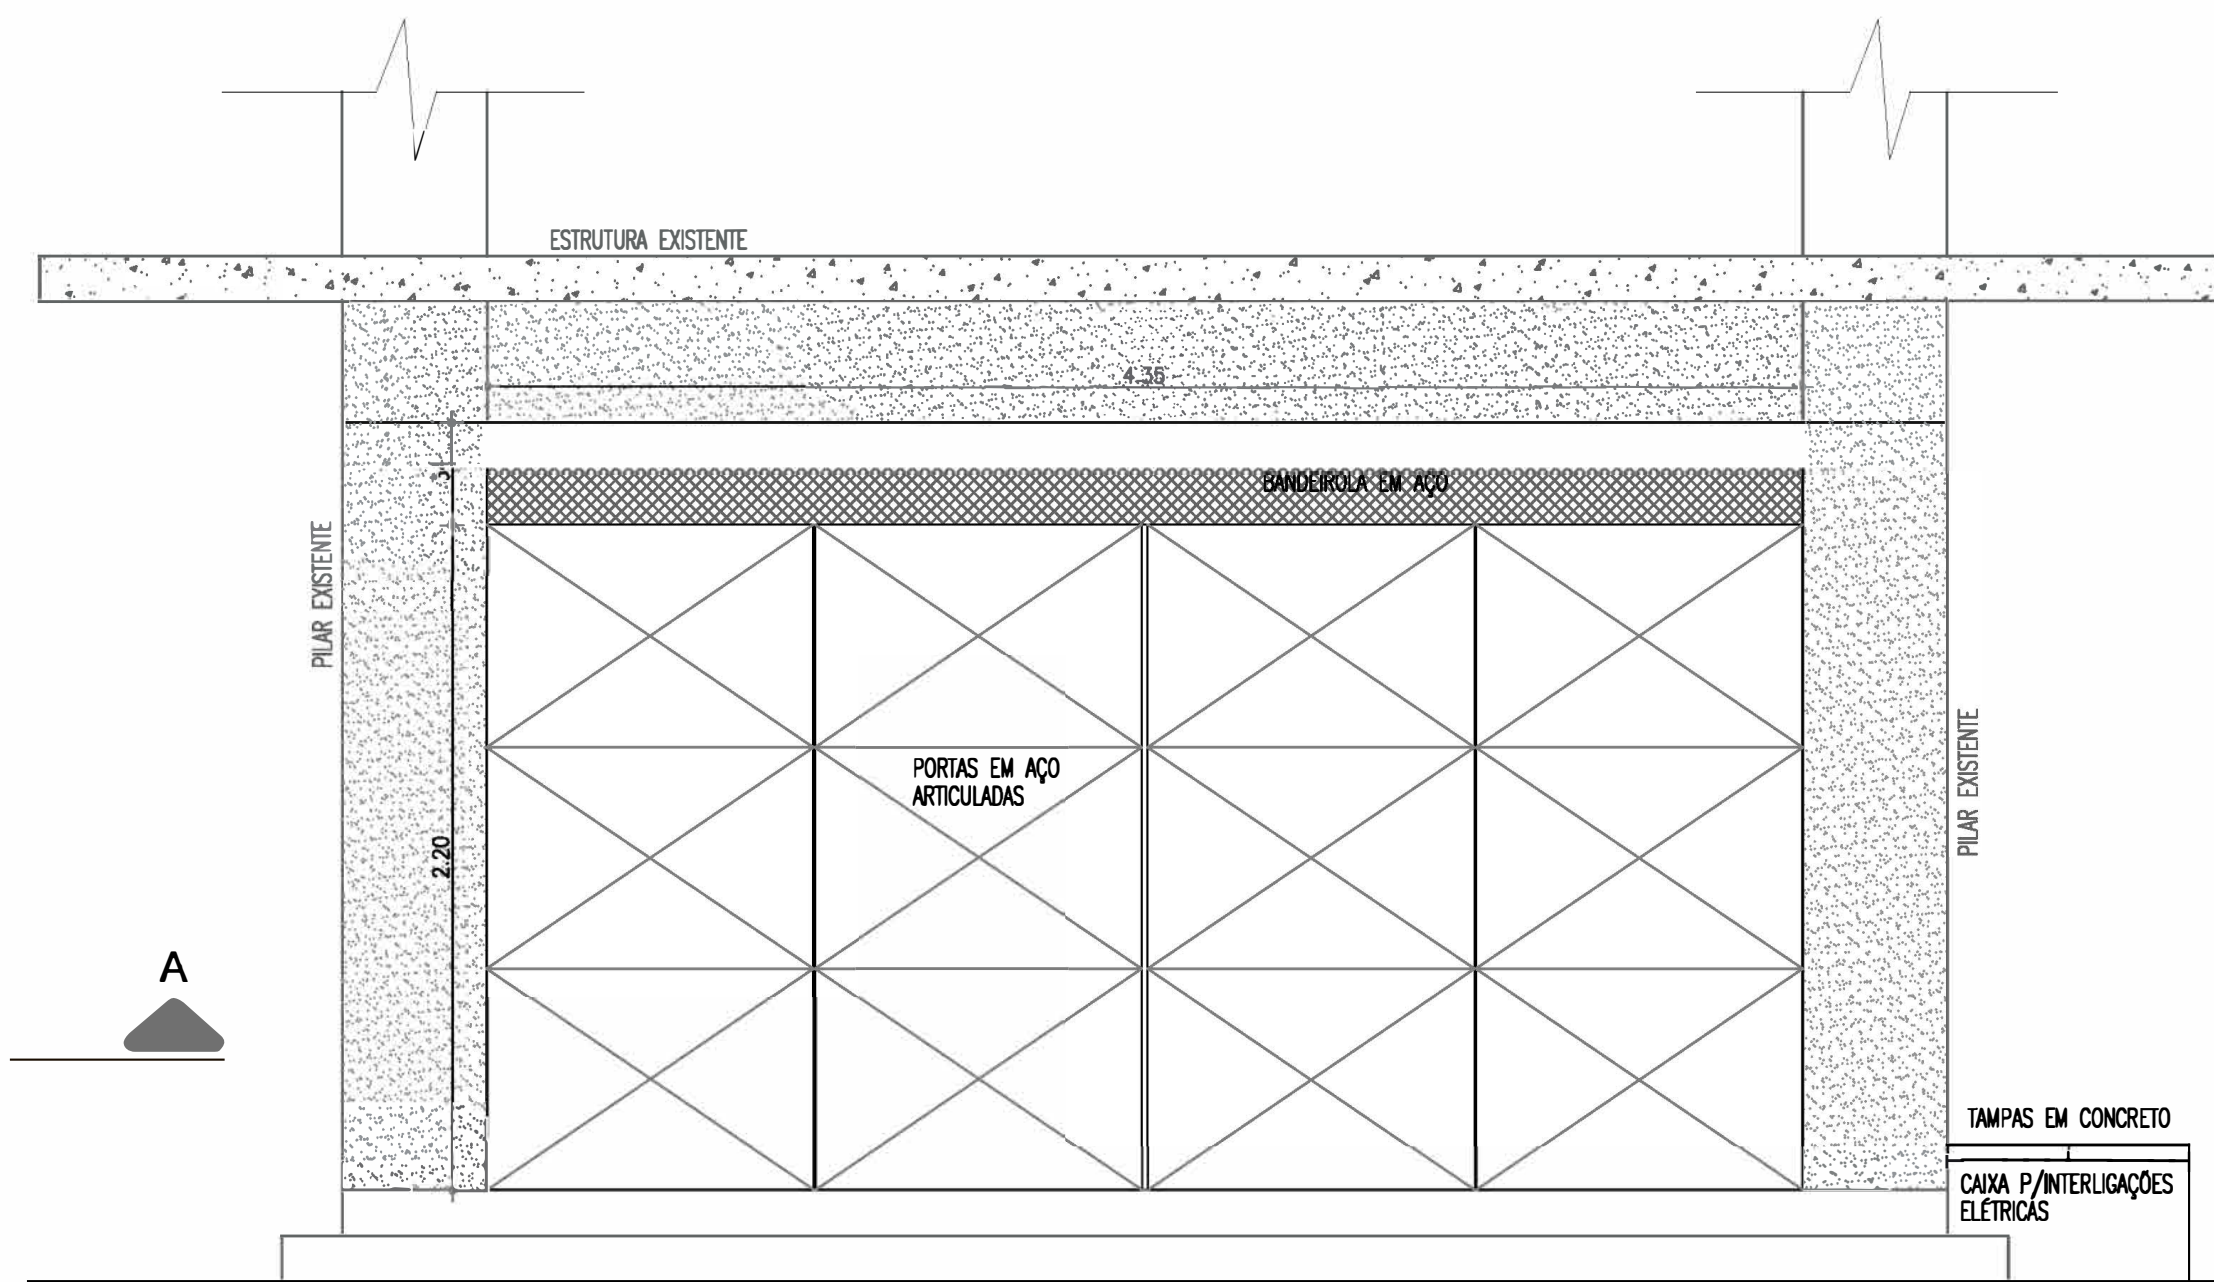 ESTRUTURA EXISTENTE
4.35
BANDEIROLA EM AÇO
PILAR EXISTENTE
PORTAS EM AÇO
ARTICULADAS
2.20
PILAR EXISTENTE
A
TAMPAS EM CONCRETO
CAIXA P/INTERLIGAÇÕES
ELÉTRICAS